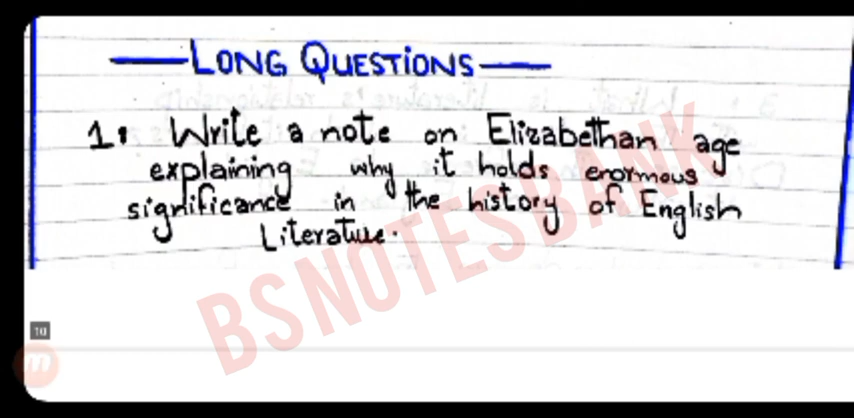 LONG QUESTIONS
1. Write a note on Elizabethan age
explaining why it holds enormous
significance in the history of English
Literature.
BSNOTESBANK
10
m